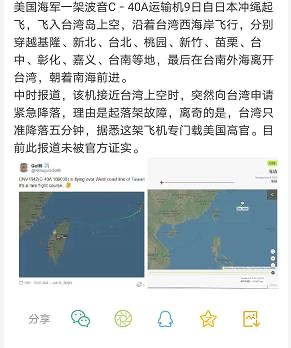 美国海军一架波音C－40A运输机9日自日本冲绳起
飞，飞入台湾岛上空，沿着台湾西海岸飞行，分别
穿越基隆、新北、台北、桃园、新竹、苗栗、台
中、彰化、嘉义、台南等地，最后在台南外海离开
台湾，朝着南海前进。
中时报道，该机接近台湾上空时，突然向台湾申请
紧急降落，理由是起落架故障，离奇的是，台湾只
准降落五分钟，据悉这架飞机专门载美国高官。目
前此报道未被官方证实。
is flying over West coast line of Taiwan
It's a rare flight course.
N/A
N/A
分享